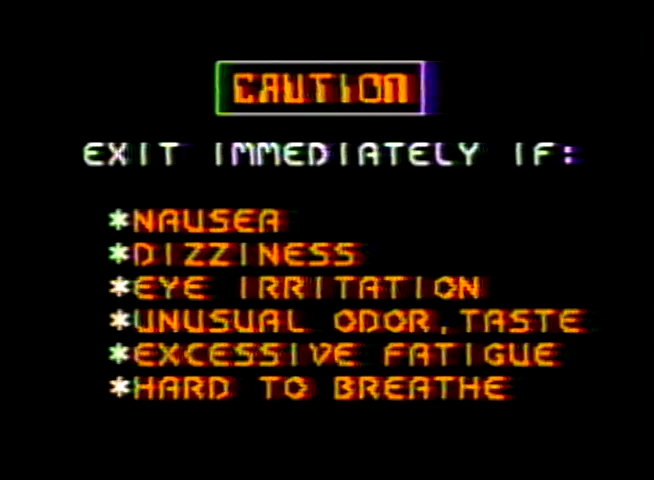 CAUTION
EXIT IMMEDIATELY IF:
*NAUSEA
*DIZZINESS
*EYE IRRITATION
*UNUSUAL ODOR,TASTE
*EXCESSIVE FATIGUE
*HARD TO BREATHE